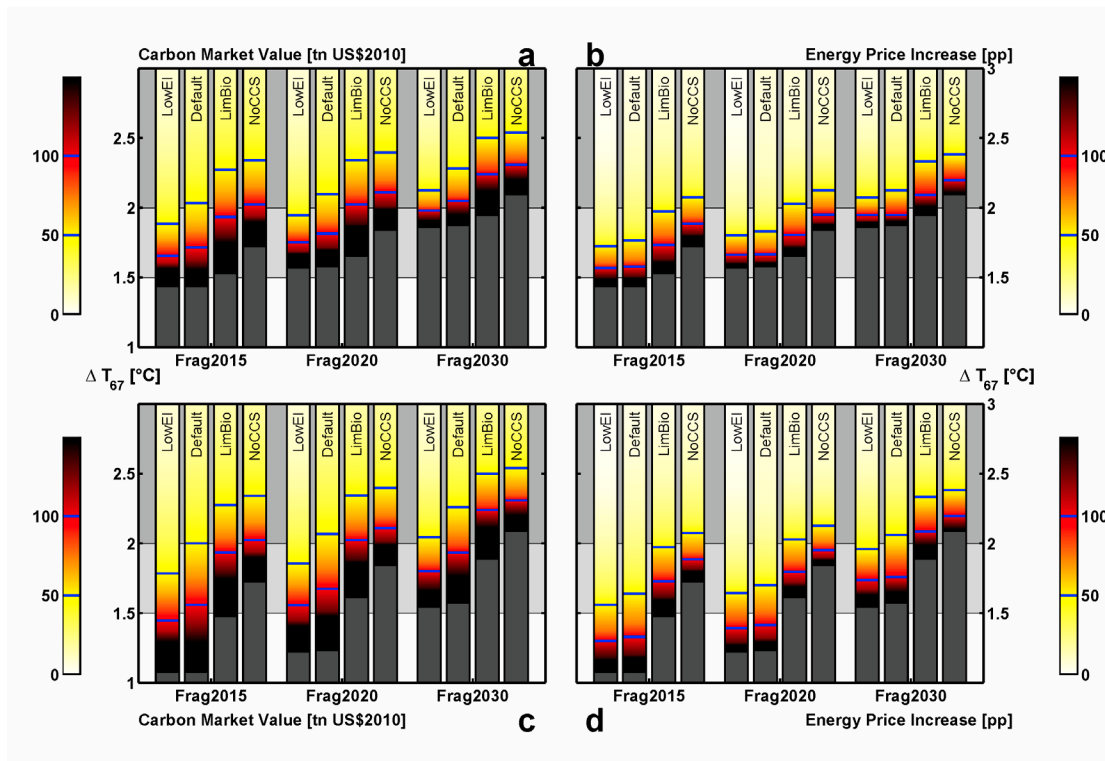 Carbon Market Value [tn US$2010] a b Energy Price Increase [pp]
3
LowEI Default LimBio NoCCS LowEI Default LimBio NoCCS LowEI Default LimBio NoCCS LowEI Default LimBio NoCCS LowEI Default LimBio NoCCS LowEI Default LimBio NoCCS
2.5 2.5
100 100
2 2
50 50
1.5 1.5
0 0
1 1
Frag2015 Frag2020 Frag2030 Frag2015 Frag2020 Frag2030
Δ T67 [°C] Δ T67 [°C]
3
LowEI Default LimBio NoCCS LowEI Default LimBio NoCCS LowEI Default LimBio NoCCS LowEI Default LimBio NoCCS LowEI Default LimBio NoCCS LowEI Default LimBio NoCCS
2.5 2.5
100 100
2 2
50 50
1.5 1.5
0 0
1 1
Frag2015 Frag2020 Frag2030 Frag2015 Frag2020 Frag2030
Carbon Market Value [tn US$2010] c d Energy Price Increase [pp]